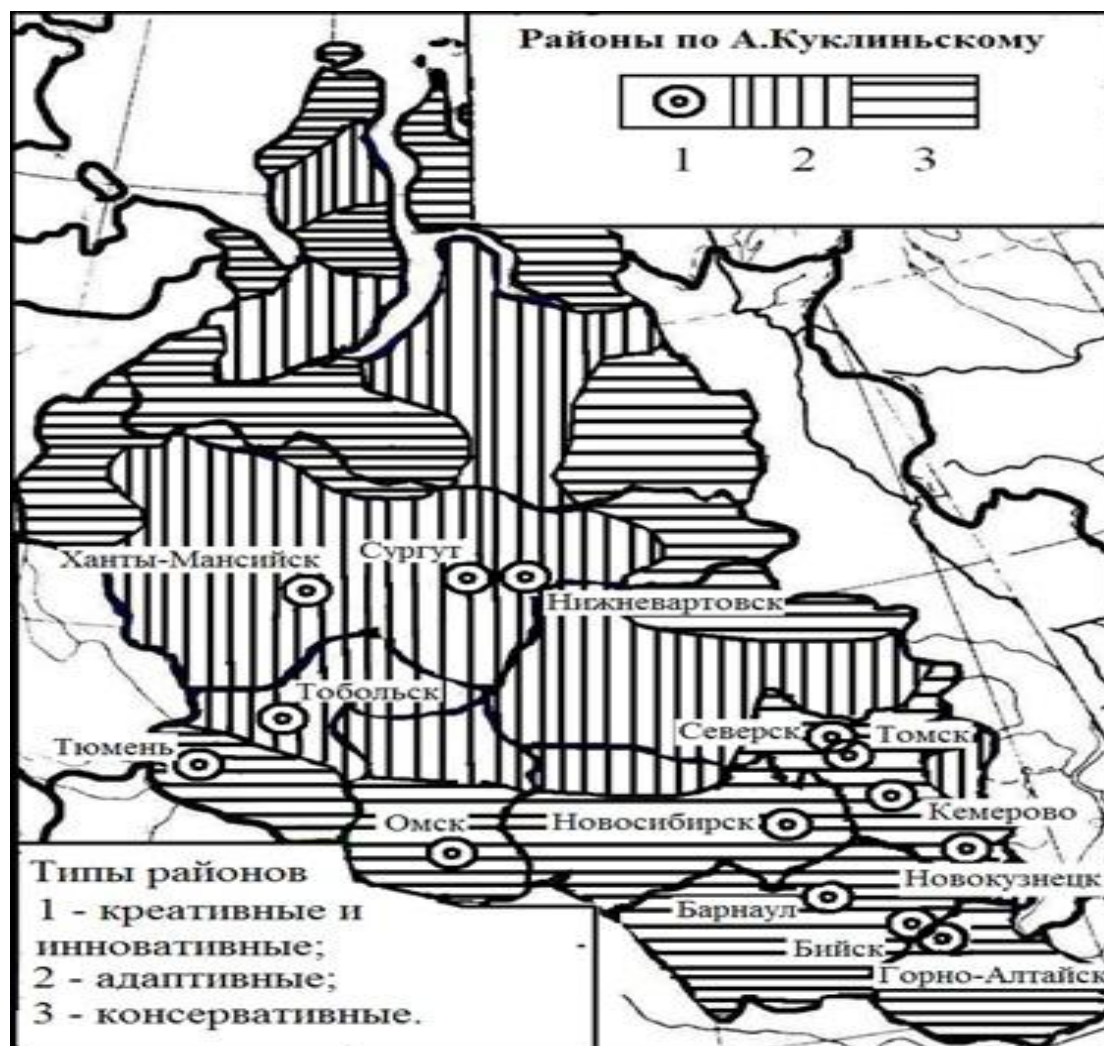 Районы по А.Куклиньскому
1 2 3
Ханты-Мансийск
Сургут
Нижневартовск
Тобольск
Тюмень
Северск
Томск
Омск
Новосибирск
Кемерово
Новокузнецк
Барнаул
Бийск
Горно-Алтайск
Типы районов
1 - креативные и
инновативные;
2 - адаптивные;
3 - консервативные.